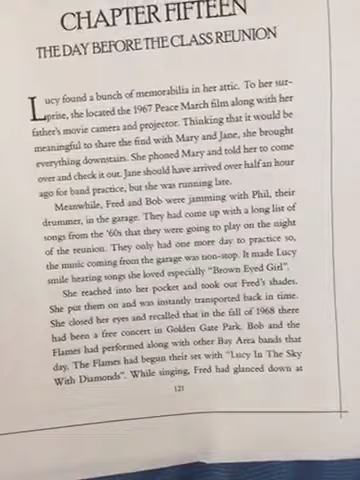 CHAPTER FIFTEEN
THE DAY BEFORE THE CLASS REUNION
Lucy found a bunch of memorabilia in her attic. To her sur-
prise, she located the 1967 Peace March film along with her
father's movie camera and projector. Thinking that it would be
meaningful to share the find with Mary and Jane, she brought
everything downstairs. She phoned Mary and told her to come
over and check it out. Jane should have arrived over half an hour
ago for band practice, but she was running late.
Meanwhile, Fred and Bob were jamming with Phil, their
drummer, in the garage. They had come up with a long list of
songs from the '60s that they were going to play on the night
of the reunion. They only had one more day to practice so,
the music coming from the garage was non-stop. It made Lucy
smile hearing songs she loved especially "Brown Eyed Girl".
She reached into her pocket and took out Fred's shades.
She put them on and was instantly transported back in time.
She closed her eyes and recalled that in the fall of 1968 there
had been a free concert in Golden Gate Park. Bob and the
Flames had performed along with other Bay Area bands that
day. The Flames had begun their set with "Lucy In The Sky
With Diamonds". While singing, Fred had glanced down at
121